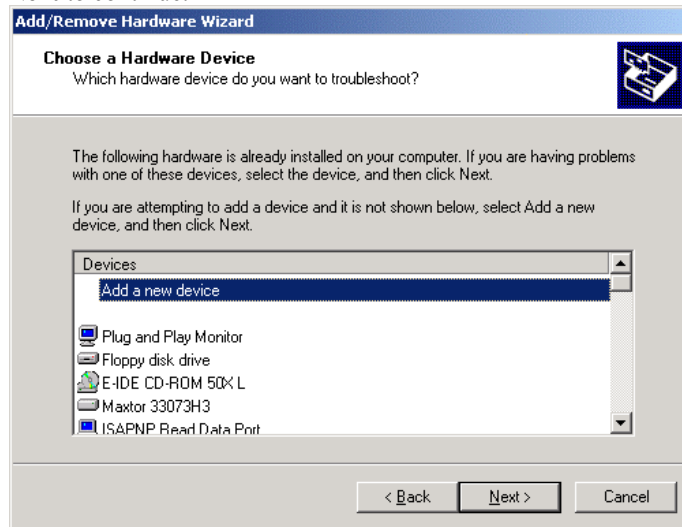 Add/Remove Hardware Wizard
Choose a Hardware Device
Which hardware device do you want to troubleshoot?
The following hardware is already installed on your computer. If you are having problems
with one of these devices, select the device, and then click Next.
If you are attempting to add a device and it is not shown below, select Add a new
device, and then click Next.
Devices
Add a new device
Plug and Play Monitor
Floppy disk drive
E-IDE CD-ROM 50X L
Maxtor 33073H3
ISAPNP Read Data Port
< Back Next > Cancel